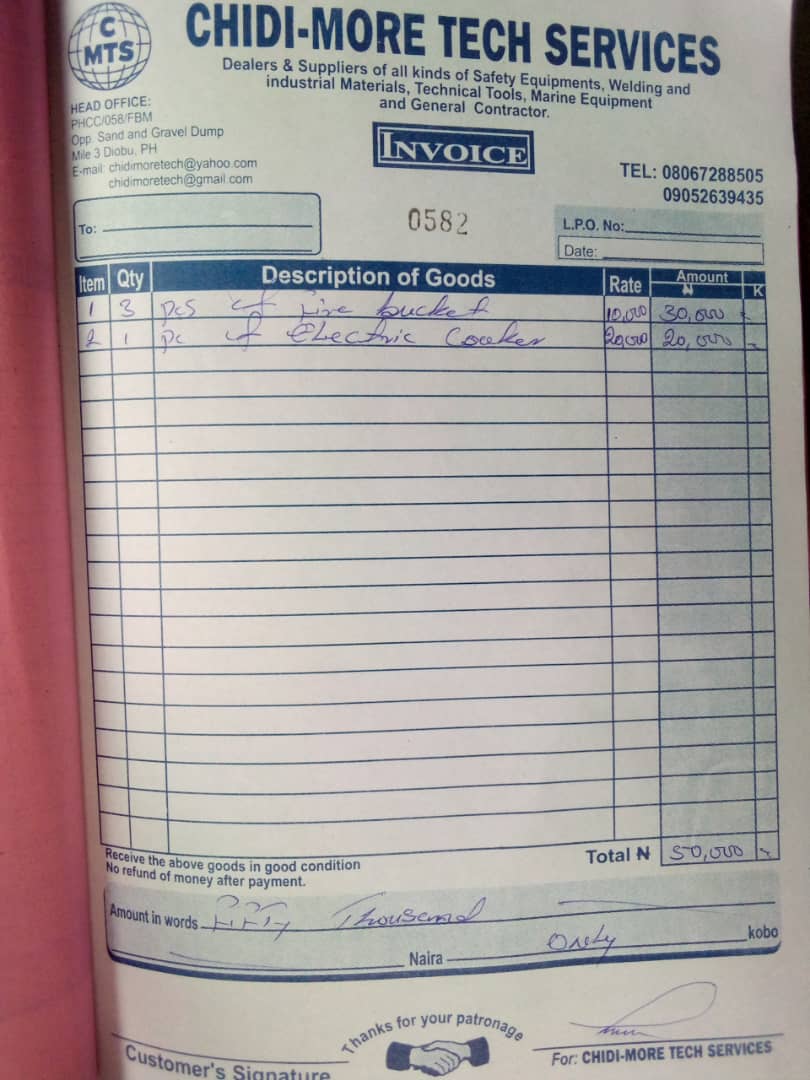 C
MTS
CHIDI-MORE TECH SERVICES
Dealers & Suppliers of all kinds of Safety Equipments, Welding and
industrial Materials, Technical Tools, Marine Equipment
and General Contractor.
HEAD OFFICE:
PHCC/058/FBM
Opp. Sand and Gravel Dump
Mile 3 Diobu, PH
E-mail: chidimoretech@yahoo.com
chidimoretech@gmail.com
INVOICE
TEL: 08067288505
09052639435
To:
0582
L.P.O. No:
Date:
Item Qty Description of Goods Rate Amount
₦ K
1 3 pcs of Fire bucket 10,000 30,000 -
2 1 pc of Electric Cooker 20,000 20,000 -
Receive the above goods in good condition
No refund of money after payment.
Total ₦ 50,000 -
Amount in words Fifty Thousand
Naira Only kobo
Thanks for your patronage
Customer's Signature
For: CHIDI-MORE TECH SERVICES